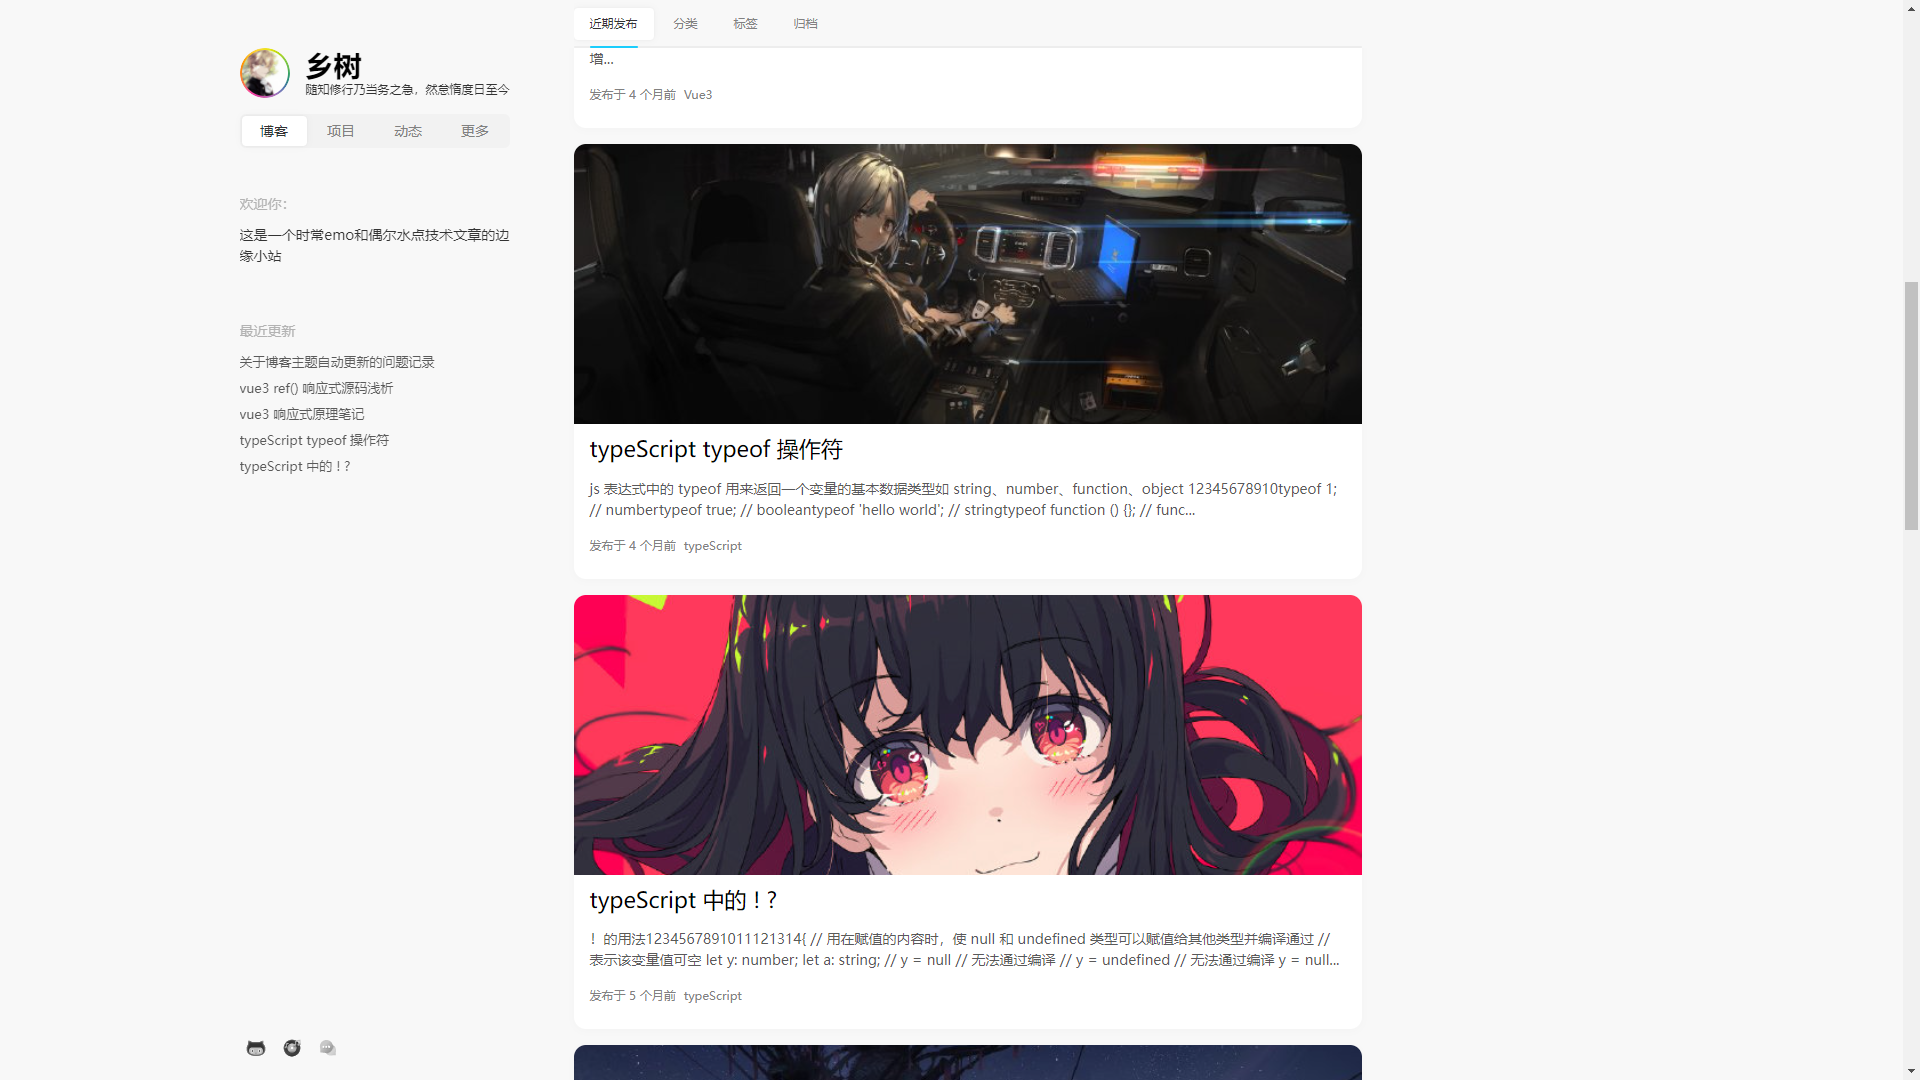 乡树
随知修行乃当务之急，然怠惰度日至今
博客 项目 动态 更多
欢迎你：
这是一个时常emo和偶尔水点技术文章的边
缘小站
最近更新
关于博客主题自动更新的问题记录
vue3 ref() 响应式源码浅析
vue3 响应式原理笔记
typeScript typeof 操作符
typeScript 中的 ! ?
近期发布 分类 标签 归档
增...
发布于 4 个月前 Vue3
typeScript typeof 操作符
js 表达式中的 typeof 用来返回一个变量的基本数据类型如 string、number、function、object 12345678910typeof 1;
// numbertypeof true; // booleantypeof 'hello world'; // stringtypeof function () {}; // func...
发布于 4 个月前 typeScript
typeScript 中的 ! ?
！的用法1234567891011121314{ // 用在赋值的内容时，使 null 和 undefined 类型可以赋值给其他类型并编译通过 //
表示该变量值可空 let y: number; let a: string; // y = null // 无法通过编译 // y = undefined // 无法通过编译 y = null...
发布于 5 个月前 typeScript